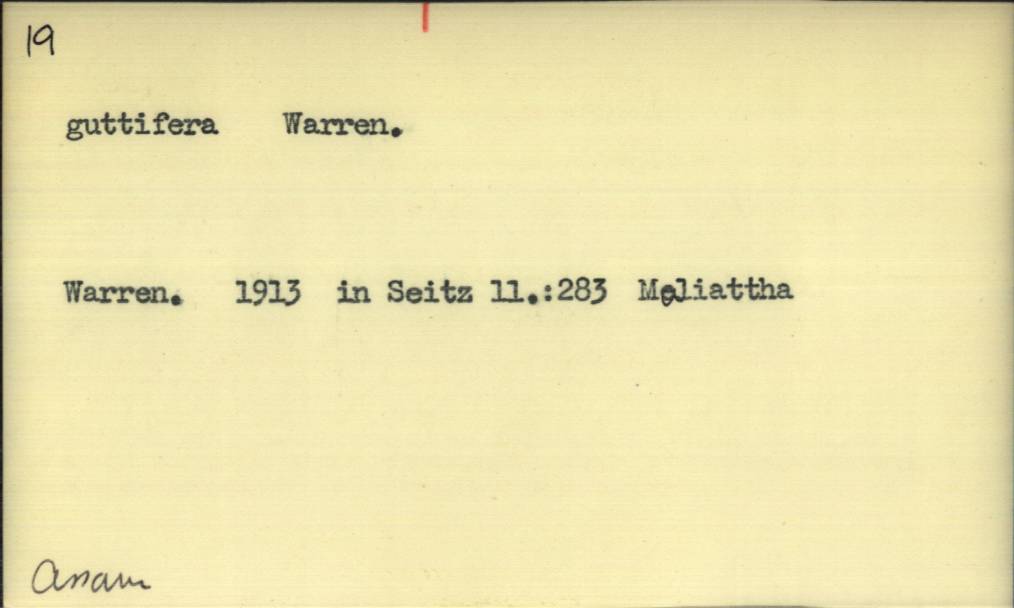 19
guttifera Warren.
Warren. 1913 in Seitz 11.:283 Meliattha
Assam